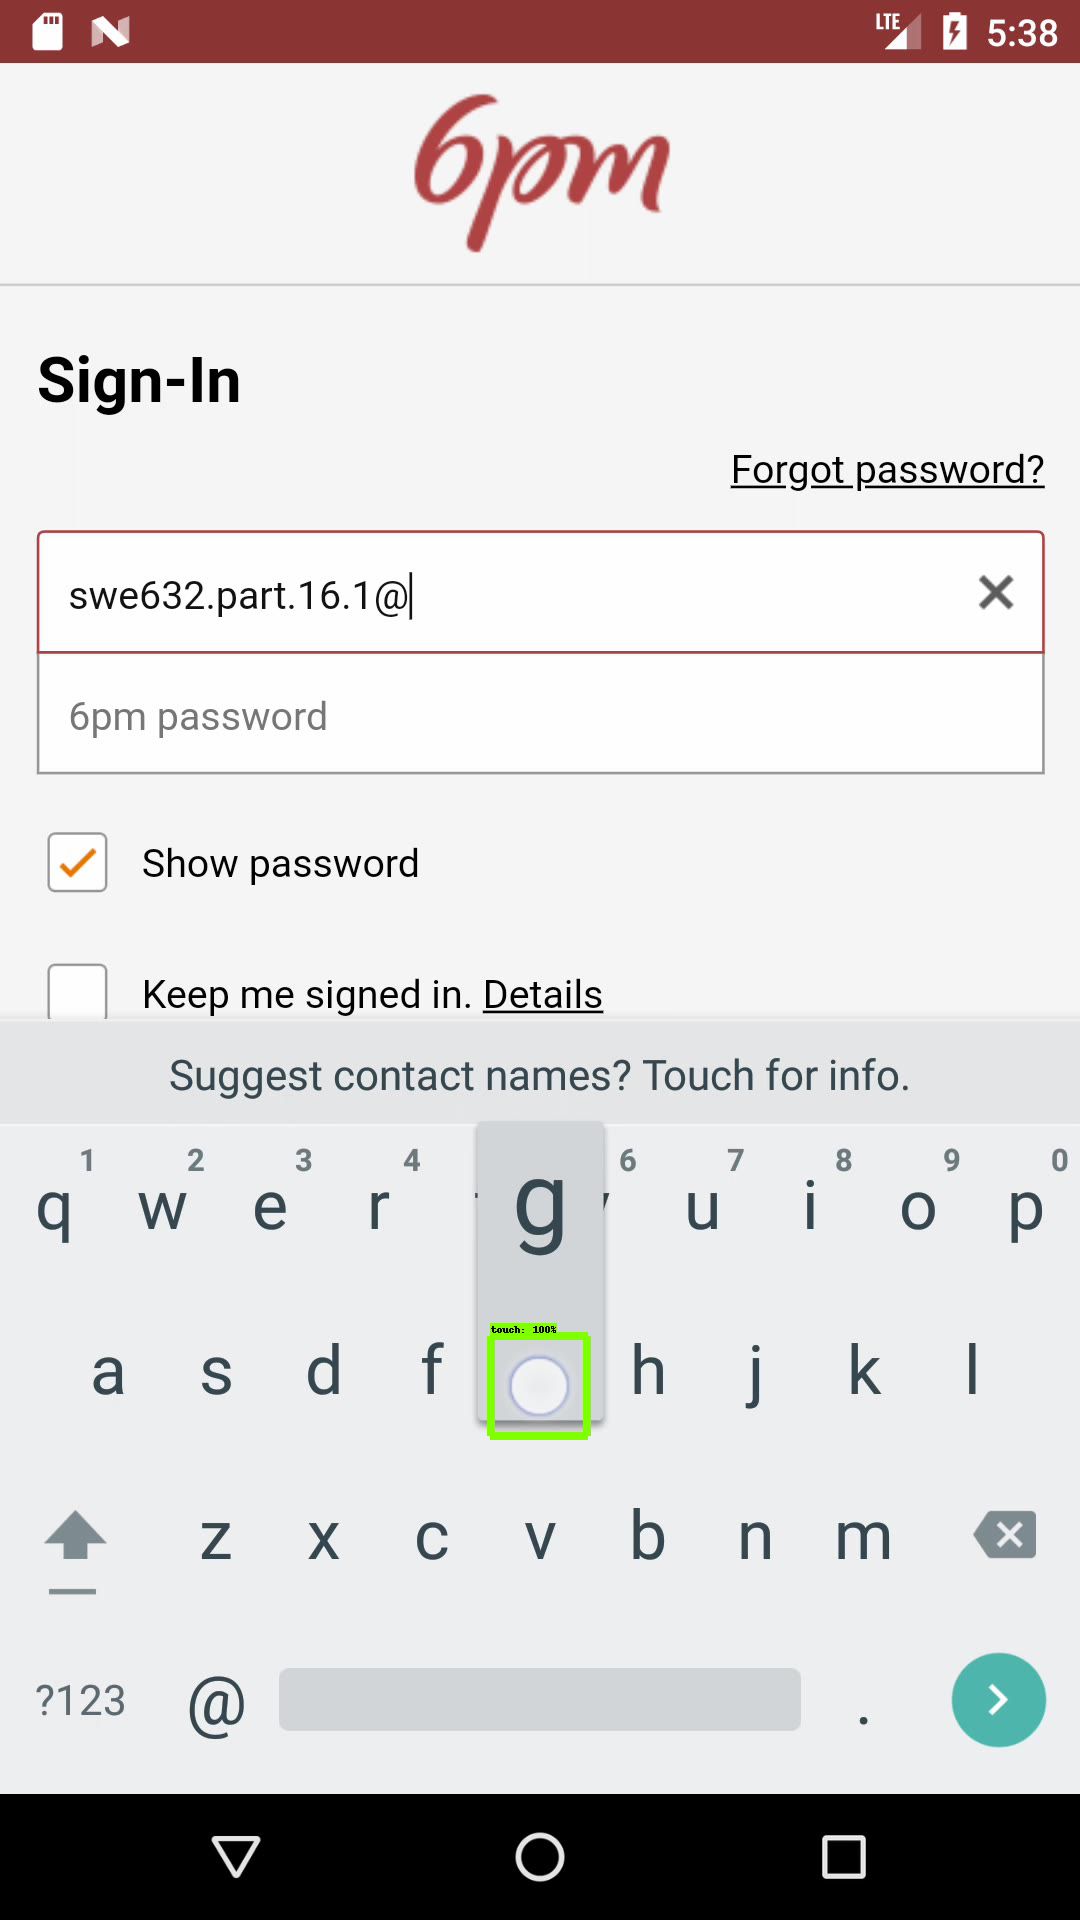 LTE 5:38
6pm
Sign-In
Forgot password?
swe632.part.16.1@
6pm password
Show password
Keep me signed in. Details
Suggest contact names? Touch for info.
1 2 3 4 6 7 8 9 0
q w e r g u i o p
touch: 100%
a s d f h j k l
z x c v b n m
?123 @ .